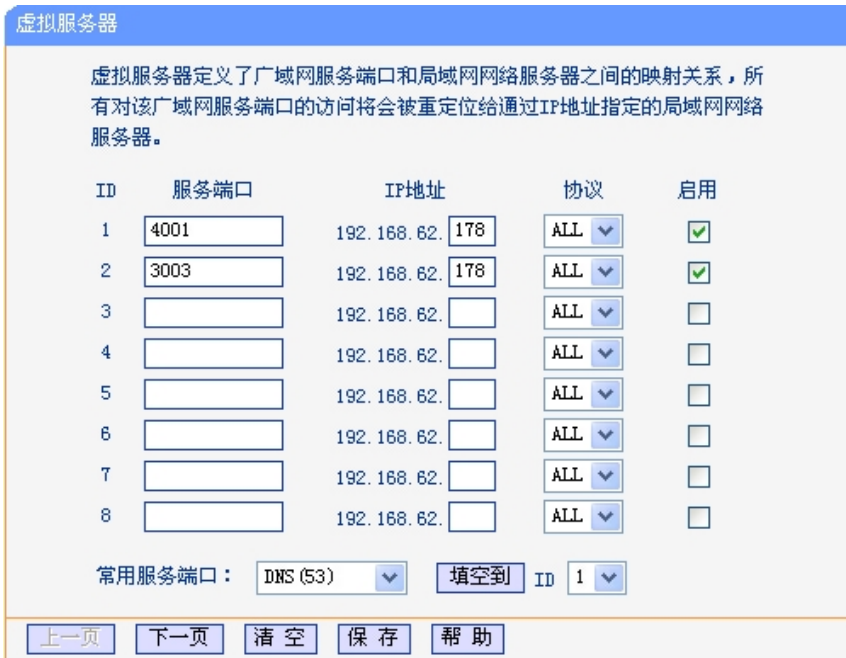 虚拟服务器
虚拟服务器定义了广域网服务端口和局域网网络服务器之间的映射关系，所
有对该广域网服务端口的访问将会被重定位给通过IP地址指定的局域网网络
服务器。
ID 服务端口 IP地址 协议 启用
1 4001 192.168.62. 178 ALL
2 3003 192.168.62. 178 ALL
3 192.168.62. ALL
4 192.168.62. ALL
5 192.168.62. ALL
6 192.168.62. ALL
7 192.168.62. ALL
8 192.168.62. ALL
常用服务端口： DNS(53) 填空到 ID 1
上一页 下一页 清 空 保 存 帮 助